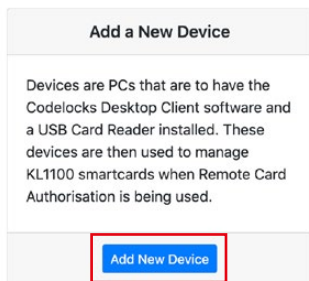 Add a New Device
Devices are PCs that are to have the
Codelocks Desktop Client software and
a USB Card Reader installed. These
devices are then used to manage
KL1100 smartcards when Remote Card
Authorisation is being used.
Add New Device